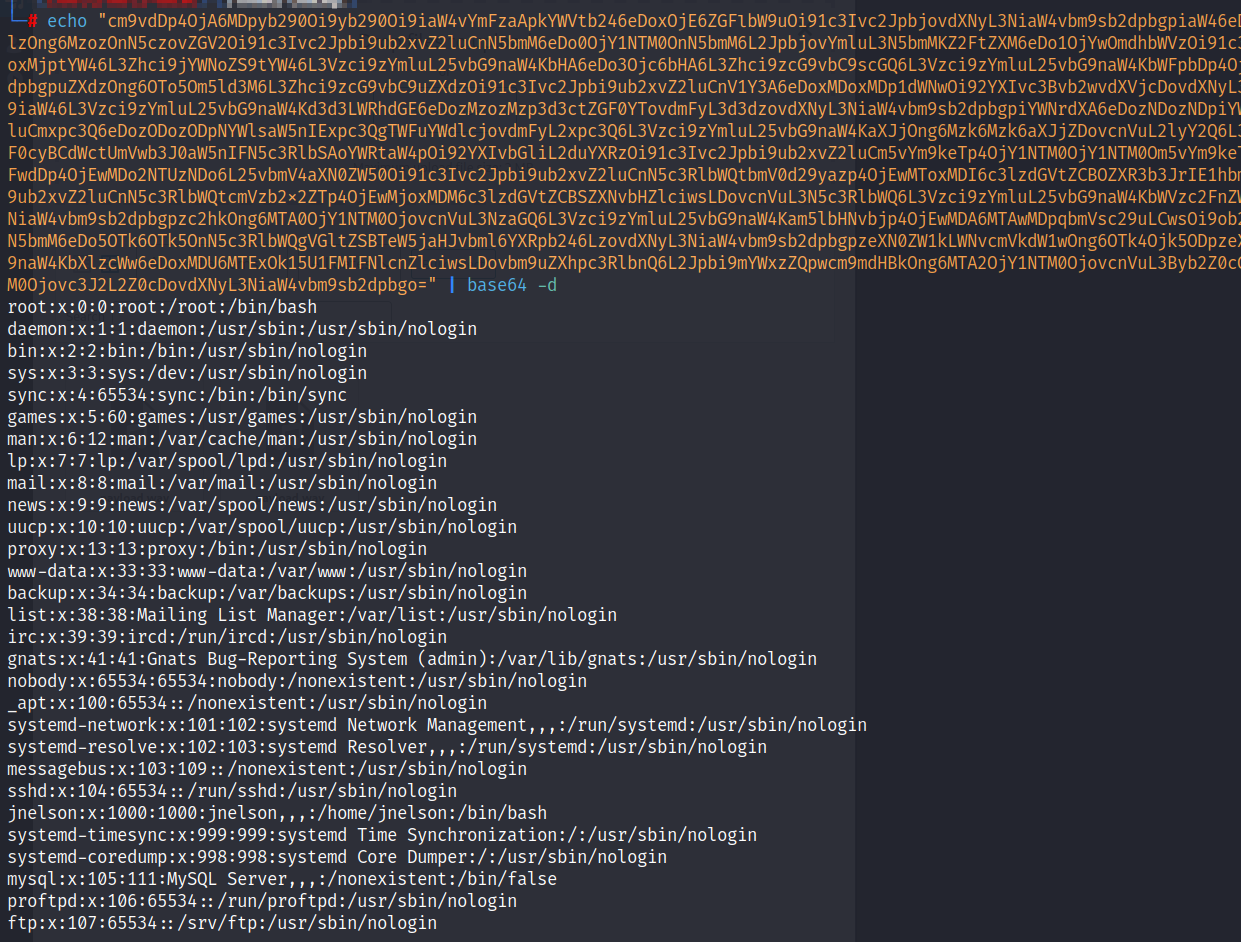 └─# echo "cm9vdDp4OjA6MDpyb290Oi9yb290Oi9iaW4vYmFzaApkYWVtb246eDoxOjE6ZGFlbW9uOi91c3Ivc2JpbjovdXNyL3NiaW4vbm9sb2dpbgpiaW46eD
lzOng6MzozOnN5czovZGV2Oi91c3Ivc2Jpbi9ub2xvZ2luCnN5bmM6eDo0OjY1NTM0OnN5bmM6L2JpbjovYmluL3N5bmMKZ2FtZXM6eDo1OjYwOmdhbWVzOi91c3
oxMjptYW46L3Zhci9jYWNoZS9tYW46L3Vzci9zYmluL25vbG9naW4KbHA6eDo3Ojc6bHA6L3Zhci9zcG9vbC9scGQ6L3Vzci9zYmluL25vbG9naW4KbWFpbDp4Oj
dpbgpuZXdzOng6OTo5Om5ld3M6L3Zhci9zcG9vbC9uZXdzOi91c3Ivc2Jpbi9ub2xvZ2luCnV1Y3A6eDoxMDoxMDp1dWNwOi92YXIvc3Bvb2wvdXVjcDovdXNyL3
9iaW46L3Vzci9zYmluL25vbG9naW4Kd3d3LWRhdGE6eDozMzozMzp3d3ctZGF0YTovdmFyL3d3dzovdXNyL3NiaW4vbm9sb2dpbgpiYWNrdXA6eDozNDozNDpiYW
luCmxpc3Q6eDozODozODpNYWlsaW5nIExpc3QgTWFuYWdlcjovdmFyL2xpc3Q6L3Vzci9zYmluL25vbG9naW4KaXJjOng6Mzk6Mzk6aXJjZDovcnVuL2lyY2Q6L3
F0cyBCdWctUmVwb3J0aW5nIFN5c3RlbSAoYWRtaW4pOi92YXIvbGliL2duYXRzOi91c3Ivc2Jpbi9ub2xvZ2luCm5vYm9keTp4OjY1NTM0OjY1NTM0Om5vYm9keT
FwdDp4OjEwMDo2NTUzNDo6L25vbmV4aXN0ZW50Oi91c3Ivc2Jpbi9ub2xvZ2luCnN5c3RlbWQtbmV0d29yazp4OjEwMToxMDI6c3lzdGVtZCBOZXR3b3JrIE1hbm
9ub2xvZ2luCnN5c3RlbWQtcmVzb2x2ZTp4OjEwMjoxMDM6c3lzdGVtZCBSZXNvbHZlciwsLDovcnVuL3N5c3RlbWQ6L3Vzci9zYmluL25vbG9naW4KbWVzc2FnZW
NiaW4vbm9sb2dpbgpzc2hkOng6MTA0OjY1NTM0OjovcnVuL3NzaGQ6L3Vzci9zYmluL25vbG9naW4Kam5lbHNvbjp4OjEwMDA6MTAwMDpqbmVsc29uLCwsOi9ob2
N5bmM6eDo5OTk6OTk5OnN5c3RlbWQgVGltZSBTeW5jaHJvbml6YXRpb246LzovdXNyL3NiaW4vbm9sb2dpbgpzeXN0ZW1kLWNvcmVkdW1wOng6OTk4Ojk5ODpzeX
9naW4KbXlzcWw6eDoxMDU6MTExOk15U1FMIFNlcnZlciwsLDovbm9uZXhpc3RlbnQ6L2Jpbi9mYWxzZQpwcm9mdHBkOng6MTA2OjY1NTM0OjovcnVuL3Byb2Z0cG
M0Ojovc3J2L2Z0cDovdXNyL3NiaW4vbm9sb2dpbgo=" | base64 -d
root:x:0:0:root:/root:/bin/bash
daemon:x:1:1:daemon:/usr/sbin:/usr/sbin/nologin
bin:x:2:2:bin:/bin:/usr/sbin/nologin
sys:x:3:3:sys:/dev:/usr/sbin/nologin
sync:x:4:65534:sync:/bin:/bin/sync
games:x:5:60:games:/usr/games:/usr/sbin/nologin
man:x:6:12:man:/var/cache/man:/usr/sbin/nologin
lp:x:7:7:lp:/var/spool/lpd:/usr/sbin/nologin
mail:x:8:8:mail:/var/mail:/usr/sbin/nologin
news:x:9:9:news:/var/spool/news:/usr/sbin/nologin
uucp:x:10:10:uucp:/var/spool/uucp:/usr/sbin/nologin
proxy:x:13:13:proxy:/bin:/usr/sbin/nologin
www-data:x:33:33:www-data:/var/www:/usr/sbin/nologin
backup:x:34:34:backup:/var/backups:/usr/sbin/nologin
list:x:38:38:Mailing List Manager:/var/list:/usr/sbin/nologin
irc:x:39:39:ircd:/run/ircd:/usr/sbin/nologin
gnats:x:41:41:Gnats Bug-Reporting System (admin):/var/lib/gnats:/usr/sbin/nologin
nobody:x:65534:65534:nobody:/nonexistent:/usr/sbin/nologin
_apt:x:100:65534::/nonexistent:/usr/sbin/nologin
systemd-network:x:101:102:systemd Network Management,,,:/run/systemd:/usr/sbin/nologin
systemd-resolve:x:102:103:systemd Resolver,,,:/run/systemd:/usr/sbin/nologin
messagebus:x:103:109::/nonexistent:/usr/sbin/nologin
sshd:x:104:65534::/run/sshd:/usr/sbin/nologin
jnelson:x:1000:1000:jnelson,,,:/home/jnelson:/bin/bash
systemd-timesync:x:999:999:systemd Time Synchronization:/:/usr/sbin/nologin
systemd-coredump:x:998:998:systemd Core Dumper:/:/usr/sbin/nologin
mysql:x:105:111:MySQL Server,,,:/nonexistent:/bin/false
proftpd:x:106:65534::/run/proftpd:/usr/sbin/nologin
ftp:x:107:65534::/srv/ftp:/usr/sbin/nologin